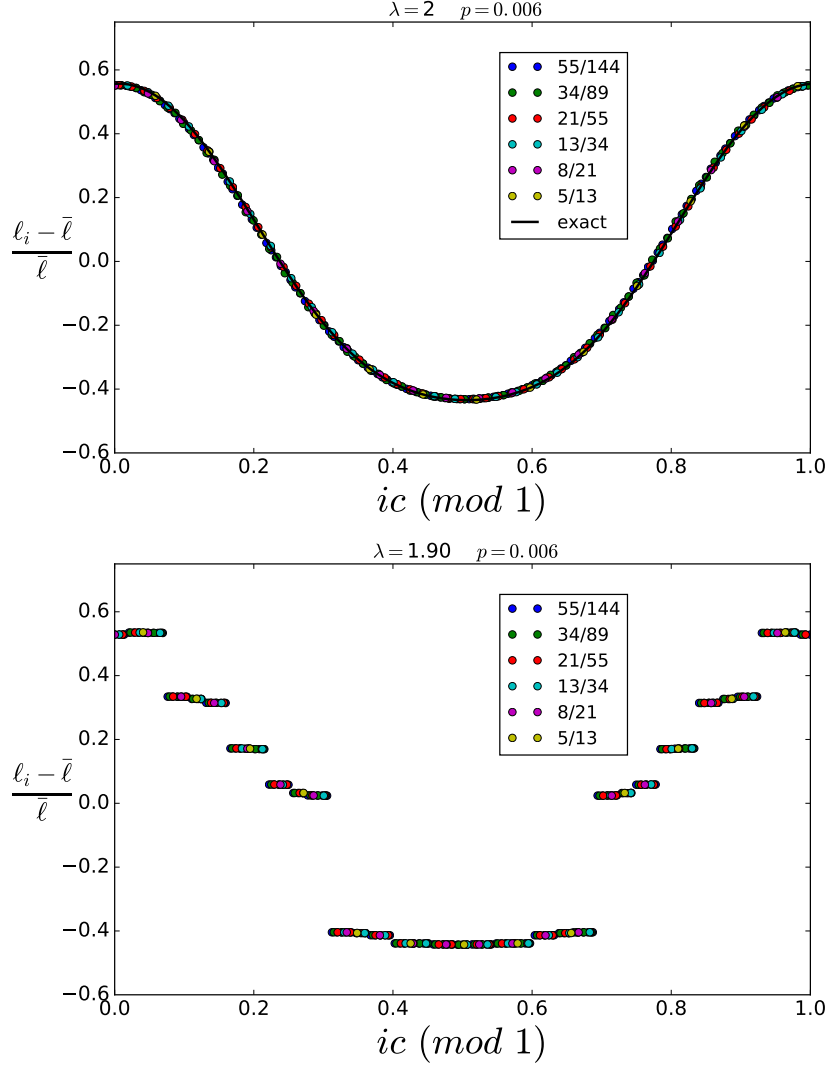 λ = 2 p = 0.006
0.6
0.4
0.2
0.0
−0.2
−0.4
−0.6
ℓᵢ − ℓ̄
ℓ̄
55/144
34/89
21/55
13/34
8/21
5/13
exact
0.0 0.2 0.4 0.6 0.8 1.0
ic (mod 1)
λ = 1.90 p = 0.006
0.6
0.4
0.2
0.0
−0.2
−0.4
−0.6
ℓᵢ − ℓ̄
ℓ̄
55/144
34/89
21/55
13/34
8/21
5/13
0.0 0.2 0.4 0.6 0.8 1.0
ic (mod 1)